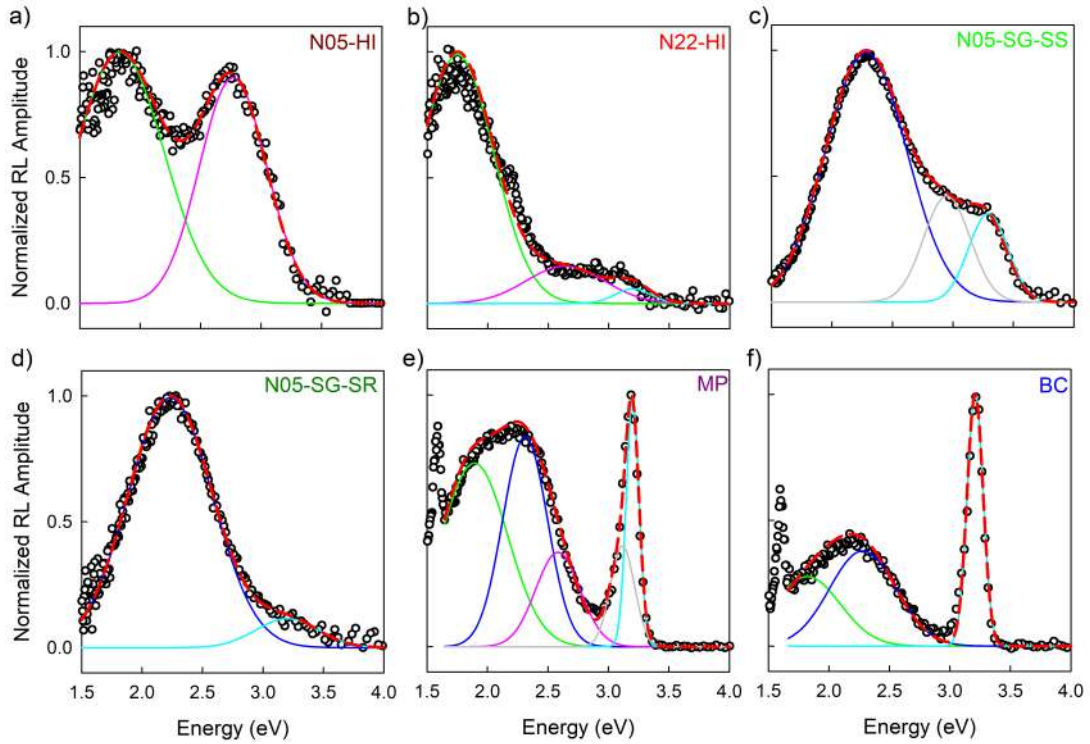 a) N05-HI
b) N22-HI
c) N05-SG-SS
Normalized RL Amplitude
1.0
0.5
0.0
d) N05-SG-SR
e) MP
f) BC
Normalized RL Amplitude
1.0
0.5
0.0
1.5 2.0 2.5 3.0 3.5 4.0
1.5 2.0 2.5 3.0 3.5 4.0
1.5 2.0 2.5 3.0 3.5 4.0
Energy (eV)
Energy (eV)
Energy (eV)